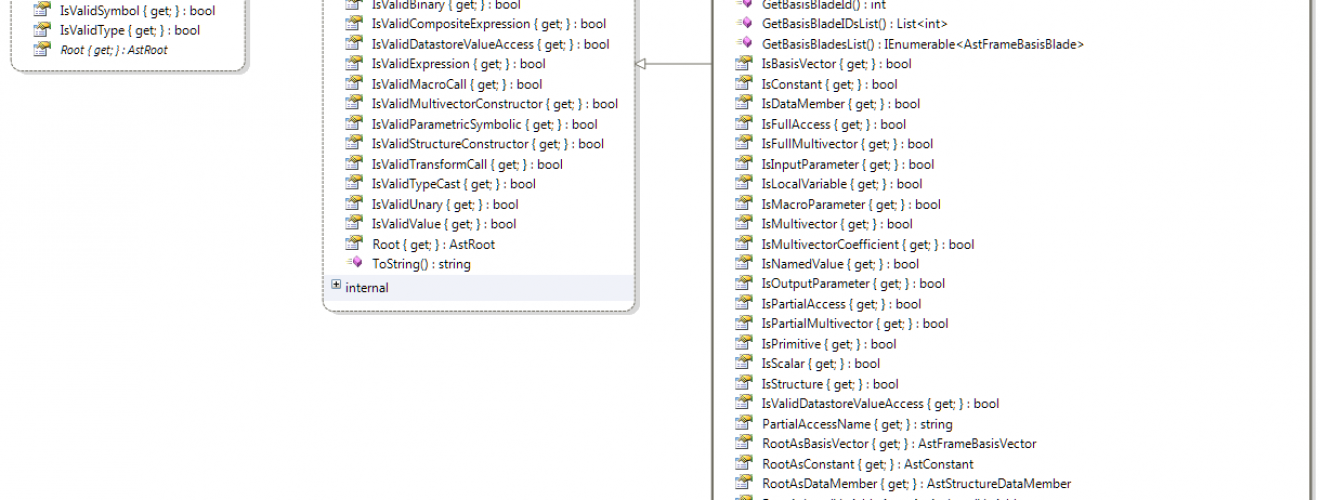 IsValidSymbol { get; } : bool
IsValidType { get; } : bool
Root { get; } : AstRoot
IsValidBinary { get; } : bool
IsValidCompositeExpression { get; } : bool
IsValidDatastoreValueAccess { get; } : bool
IsValidExpression { get; } : bool
IsValidMacroCall { get; } : bool
IsValidMultivectorConstructor { get; } : bool
IsValidParametricSymbolic { get; } : bool
IsValidStructureConstructor { get; } : bool
IsValidTransformCall { get; } : bool
IsValidTypeCast { get; } : bool
IsValidUnary { get; } : bool
IsValidValue { get; } : bool
Root { get; } : AstRoot
ToString() : string
internal
GetBasisBladeId() : int
GetBasisBladeIDsList() : List<int>
GetBasisBladesList() : IEnumerable<AstFrameBasisBlade>
IsBasisVector { get; } : bool
IsConstant { get; } : bool
IsDataMember { get; } : bool
IsFullAccess { get; } : bool
IsFullMultivector { get; } : bool
IsInputParameter { get; } : bool
IsLocalVariable { get; } : bool
IsMacroParameter { get; } : bool
IsMultivector { get; } : bool
IsMultivectorCoefficient { get; } : bool
IsNamedValue { get; } : bool
IsOutputParameter { get; } : bool
IsPartialAccess { get; } : bool
IsPartialMultivector { get; } : bool
IsPrimitive { get; } : bool
IsScalar { get; } : bool
IsStructure { get; } : bool
IsValidDatastoreValueAccess { get; } : bool
PartialAccessName { get; } : string
RootAsBasisVector { get; } : AstFrameBasisVector
RootAsConstant { get; } : AstConstant
RootAsDataMember { get; } : AstStructureDataMember